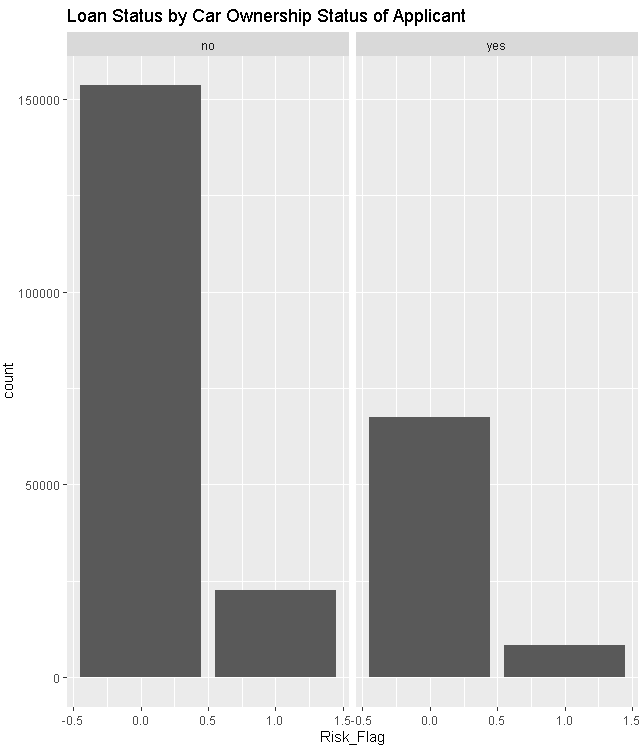 Loan Status by Car Ownership Status of Applicant
no yes
150000
100000
50000
0
count
-0.5 0.0 0.5 1.0 1.5 -0.5 0.0 0.5 1.0 1.5
Risk_Flag